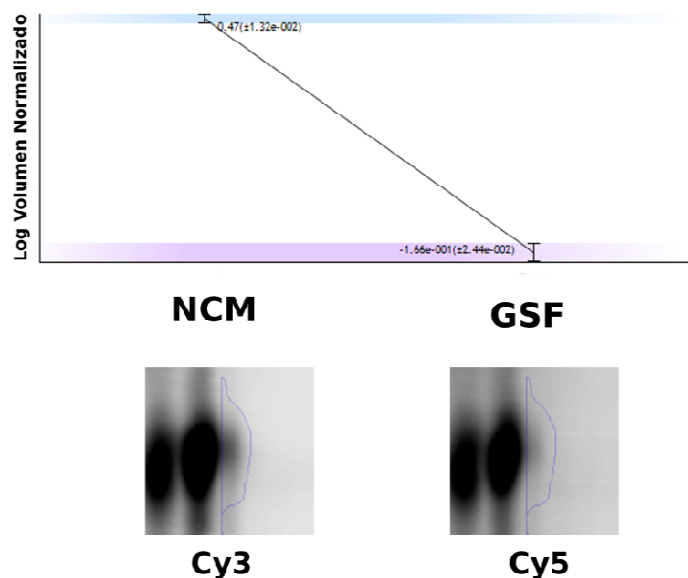 Log Volumen Normalizado
0.47(±1.32e-002)
-1.66e-001(±2.44e-002)
NCM
GSF
Cy3
Cy5